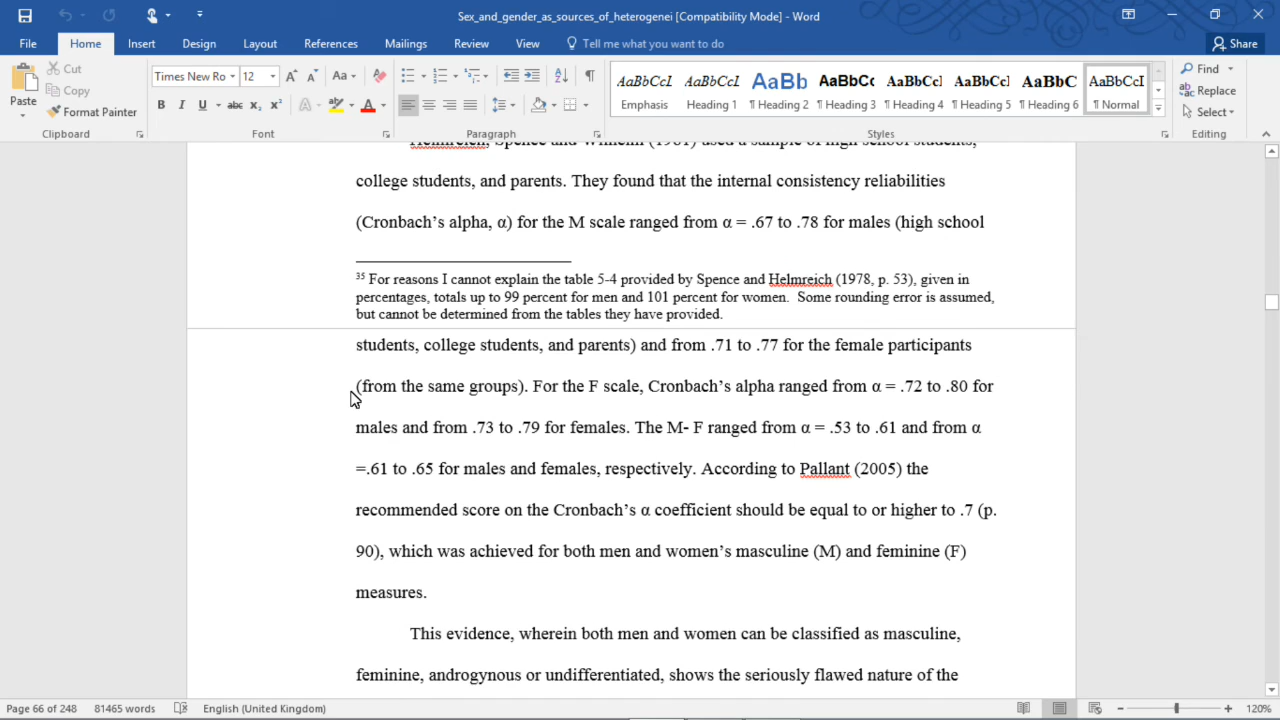 Sex_and_gender_as_sources_of_heterogenei [Compatibility Mode] - Word
File Home Insert Design Layout References Mailings Review View Tell me what you want to do Share
Paste
Cut
Copy
Format Painter
Clipboard
Times New Ro 12
Font
Paragraph
AaBbCcI AaBbCcI AaBb AaBbCc AaBbCcI AaBbCcI AaBbC AaBbCcI
Emphasis Heading 1 ¶ Heading 2 ¶ Heading 3 ¶ Heading 4 ¶ Heading 5 ¶ Heading 6 ¶ Normal
Styles
Find
Replace
Select
Editing
Helmreich, Spence and Wilhelm (1981) used a sample of high school students,
college students, and parents. They found that the internal consistency reliabilities
(Cronbach’s alpha, α) for the M scale ranged from α = .67 to .78 for males (high school
35 For reasons I cannot explain the table 5-4 provided by Spence and Helmreich (1978, p. 53), given in
percentages, totals up to 99 percent for men and 101 percent for women. Some rounding error is assumed,
but cannot be determined from the tables they have provided.
students, college students, and parents) and from .71 to .77 for the female participants
(from the same groups). For the F scale, Cronbach’s alpha ranged from α = .72 to .80 for
males and from .73 to .79 for females. The M- F ranged from α = .53 to .61 and from α
=.61 to .65 for males and females, respectively. According to Pallant (2005) the
recommended score on the Cronbach’s α coefficient should be equal to or higher to .7 (p.
90), which was achieved for both men and women’s masculine (M) and feminine (F)
measures.
This evidence, wherein both men and women can be classified as masculine,
feminine, androgynous or undifferentiated, shows the seriously flawed nature of the
Page 66 of 248 81465 words English (United Kingdom) 120%